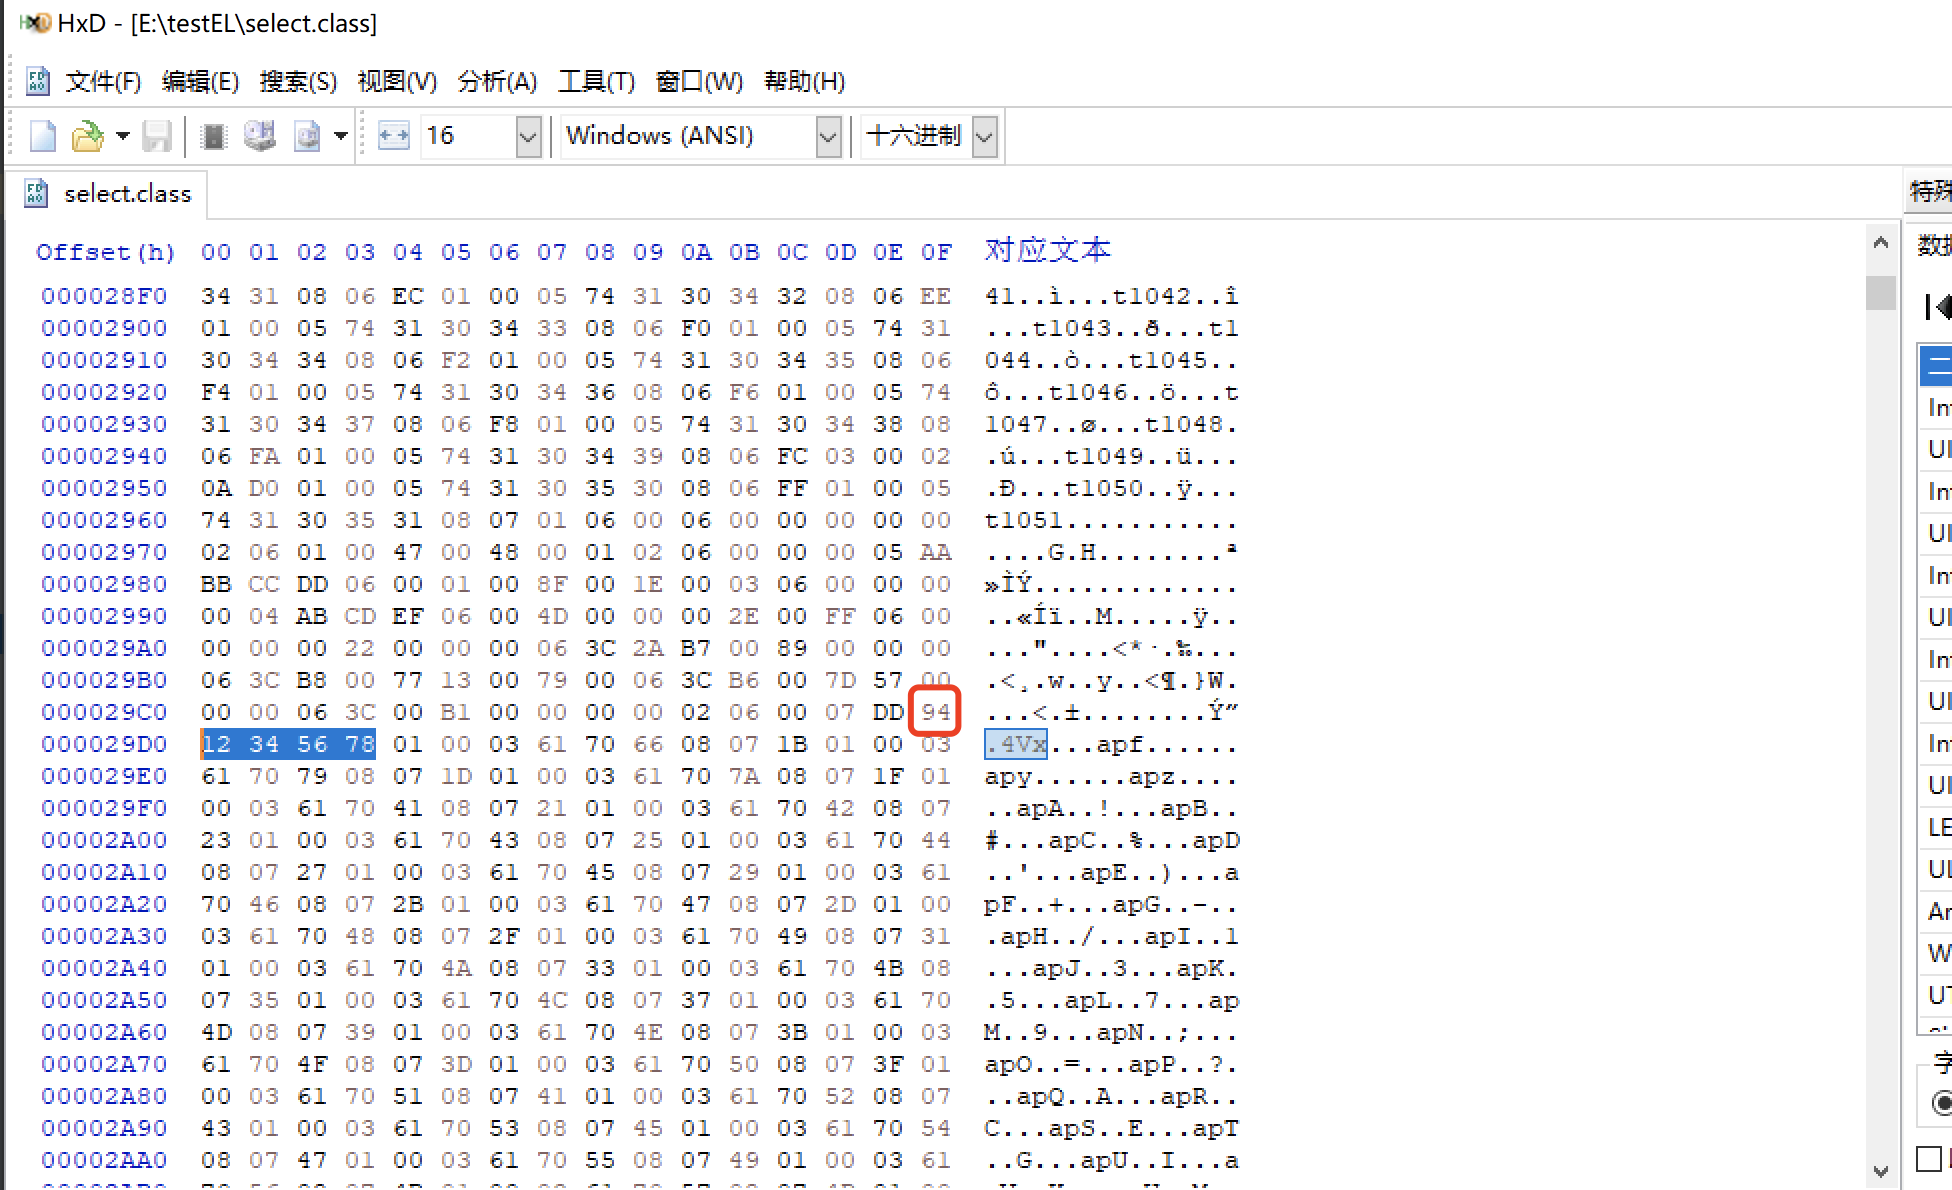 HxD - [E:\testEL\select.class]
文件(F) 编辑(E) 搜索(S) 视图(V) 分析(A) 工具(T) 窗口(W) 帮助(H)
16 Windows (ANSI) 十六进制
select.class
特殊
Offset(h) 00 01 02 03 04 05 06 07 08 09 0A 0B 0C 0D 0E 0F 对应文本
数据
000028F0 34 31 08 06 EC 01 00 05 74 31 30 34 32 08 06 EE 41..ì...t1042..î
00002900 01 00 05 74 31 30 34 33 08 06 F0 01 00 05 74 31 ...t1043..ð...t1
00002910 30 34 34 08 06 F2 01 00 05 74 31 30 34 35 08 06 044..ò...t1045..
00002920 F4 01 00 05 74 31 30 34 36 08 06 F6 01 00 05 74 ô...t1046..ö...t
00002930 31 30 34 37 08 06 F8 01 00 05 74 31 30 34 38 08 1047..ø...t1048.
00002940 06 FA 01 00 05 74 31 30 34 39 08 06 FC 03 00 02 .ú...t1049..ü...
00002950 0A D0 01 00 05 74 31 30 35 30 08 06 FF 01 00 05 .Ð...t1050..ÿ...
00002960 74 31 30 35 31 08 07 01 06 00 06 00 00 00 00 00 t1051...........
00002970 02 06 01 00 47 00 48 00 01 02 06 00 00 00 05 AA ....G.H........ª
00002980 BB CC DD 06 00 01 00 8F 00 1E 00 03 06 00 00 00 »ÌÝ.............
00002990 00 04 AB CD EF 06 00 4D 00 00 00 2E 00 FF 06 00 ..«Íï..M.....ÿ..
000029A0 00 00 00 22 00 00 00 06 3C 2A B7 00 89 00 00 00 ..."....<*·.‰...
000029B0 06 3C B8 00 77 13 00 79 00 06 3C B6 00 7D 57 00 .<¸.w..y..<¶.}W.
000029C0 00 00 06 3C 00 B1 00 00 00 00 02 06 00 07 DD 94 ...<.±........Ý”
000029D0 12 34 56 78 01 00 03 61 70 66 08 07 1B 01 00 03 .4Vx...apf......
000029E0 61 70 79 08 07 1D 01 00 03 61 70 7A 08 07 1F 01 apy......apz....
000029F0 00 03 61 70 41 08 07 21 01 00 03 61 70 42 08 07 ..apA..!...apB..
00002A00 23 01 00 03 61 70 43 08 07 25 01 00 03 61 70 44 #...apC..%...apD
00002A10 08 07 27 01 00 03 61 70 45 08 07 29 01 00 03 61 ..'...apE..)...a
00002A20 70 46 08 07 2B 01 00 03 61 70 47 08 07 2D 01 00 pF..+...apG..-..
00002A30 03 61 70 48 08 07 2F 01 00 03 61 70 49 08 07 31 .apH../...apI..1
00002A40 01 00 03 61 70 4A 08 07 33 01 00 03 61 70 4B 08 ...apJ..3...apK.
00002A50 07 35 01 00 03 61 70 4C 08 07 37 01 00 03 61 70 .5...apL..7...ap
00002A60 4D 08 07 39 01 00 03 61 70 4E 08 07 3B 01 00 03 M..9...apN..;...
00002A70 61 70 4F 08 07 3D 01 00 03 61 70 50 08 07 3F 01 apO..=...apP..?.
00002A80 00 03 61 70 51 08 07 41 01 00 03 61 70 52 08 07 ..apQ..A...apR..
00002A90 43 01 00 03 61 70 53 08 07 45 01 00 03 61 70 54 C...apS..E...apT
00002AA0 08 07 47 01 00 03 61 70 55 08 07 49 01 00 03 61 ..G...apU..I...a